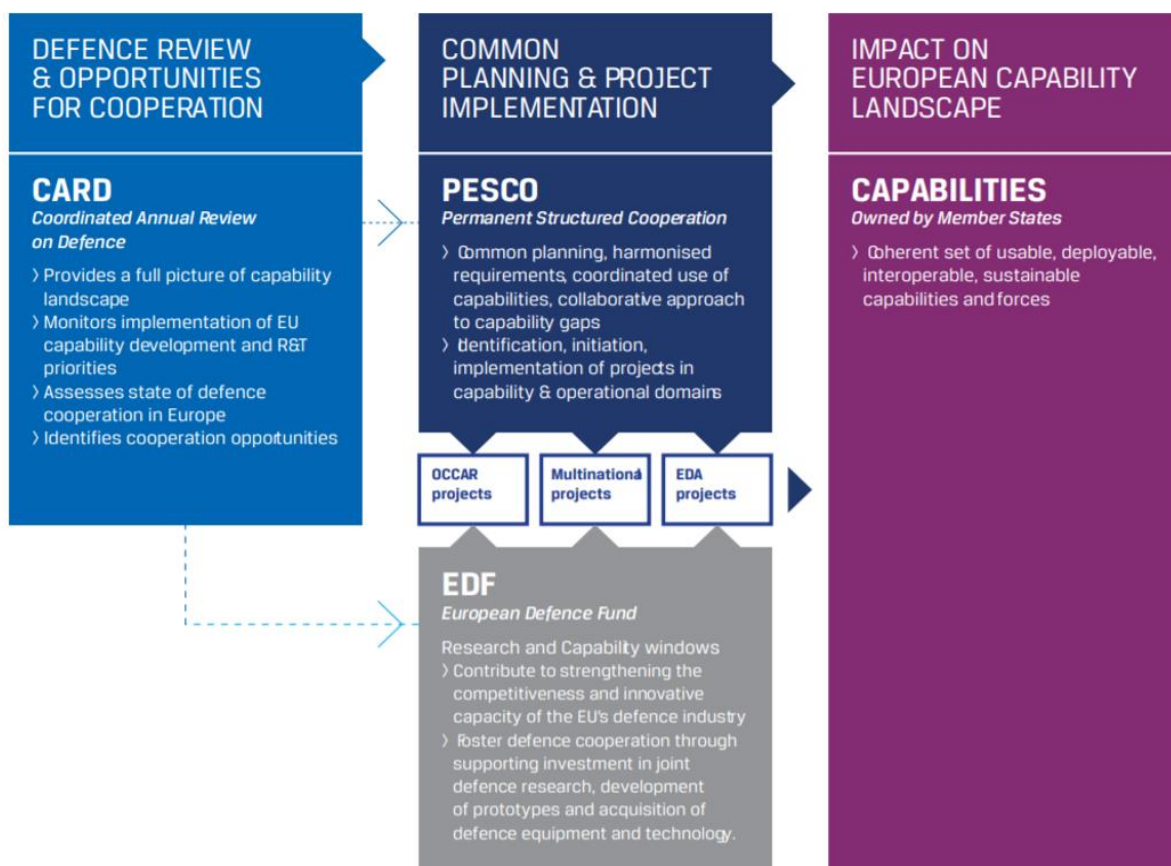 DEFENCE REVIEW
& OPPORTUNITIES
FOR COOPERATION
CARD
Coordinated Annual Review
on Defence
〉Provides a full picture of capability
landscape
〉Monitors implementation of EU
capability development and R&T
priorities
〉Assesses state of defence
cooperation in Europe
〉Identifies cooperation opportunities
COMMON
PLANNING & PROJECT
IMPLEMENTATION
PESCO
Permanent Structured Cooperation
〉Common planning, harmonised
requirements, coordinated use of
capabilities, collaborative approach
to capability gaps
〉Identification, initiation,
implementation of projects in
capability & operational domains
OCCAR
projects
Multinational
projects
EDA
projects
EDF
European Defence Fund
Research and Capability windows
〉Contribute to strengthening the
competitiveness and innovative
capacity of the EU's defence industry
〉Foster defence cooperation through
supporting investment in joint
defence research, development
of prototypes and acquisition of
defence equipment and technology.
IMPACT ON
EUROPEAN CAPABILITY
LANDSCAPE
CAPABILITIES
Owned by Member States
〉Coherent set of usable, deployable,
interoperable, sustainable
capabilities and forces